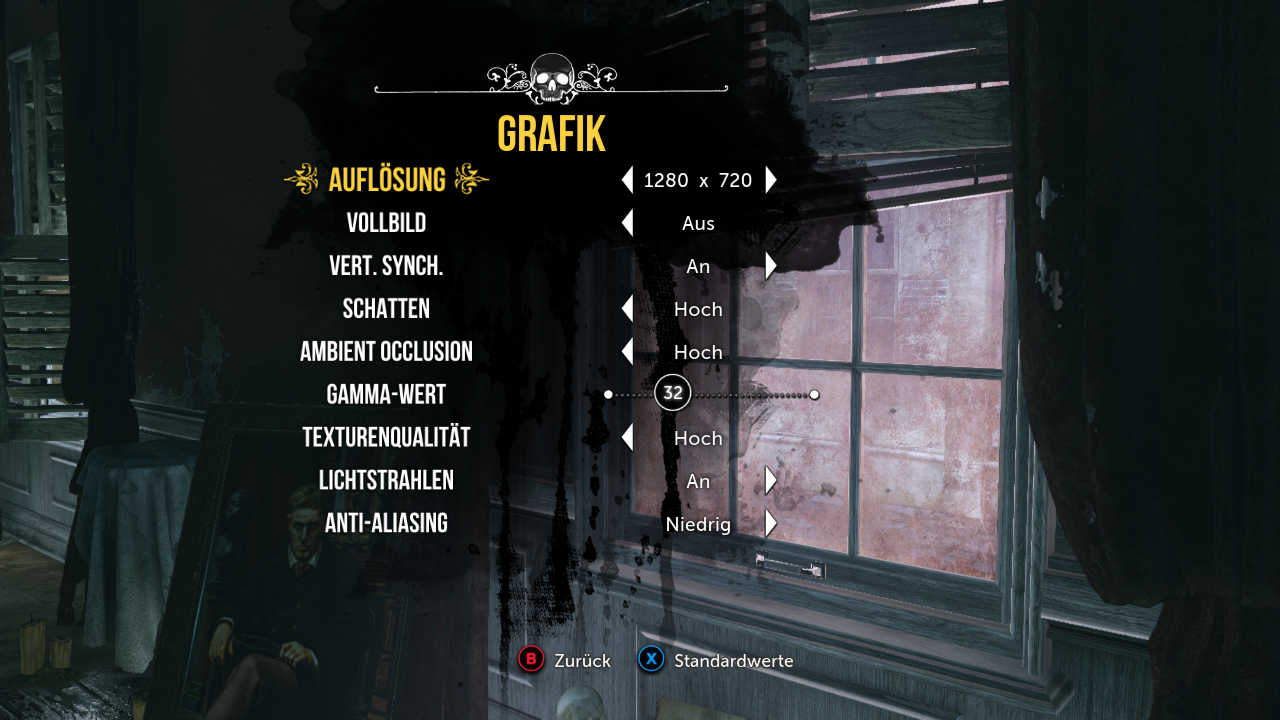 GRAFIK
AUFLÖSUNG 1280 x 720
VOLLBILD Aus
VERT. SYNCH. An
SCHATTEN Hoch
AMBIENT OCCLUSION Hoch
GAMMA-WERT 32
TEXTURENQUALITÄT Hoch
LICHTSTRAHLEN An
ANTI-ALIASING Niedrig
B Zurück X Standardwerte